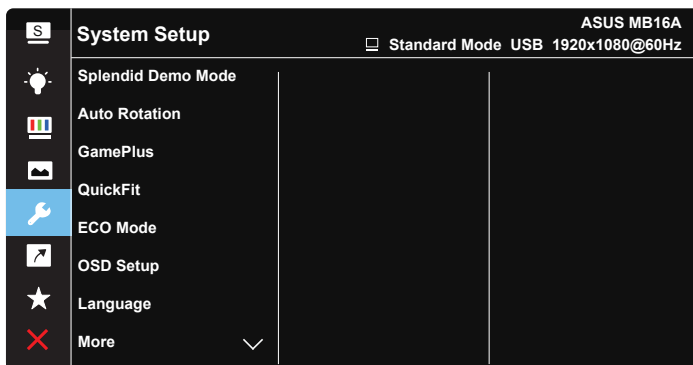 S
System Setup
ASUS MB16A
Standard Mode USB 1920x1080@60Hz
Splendid Demo Mode
Auto Rotation
GamePlus
QuickFit
ECO Mode
OSD Setup
Language
More